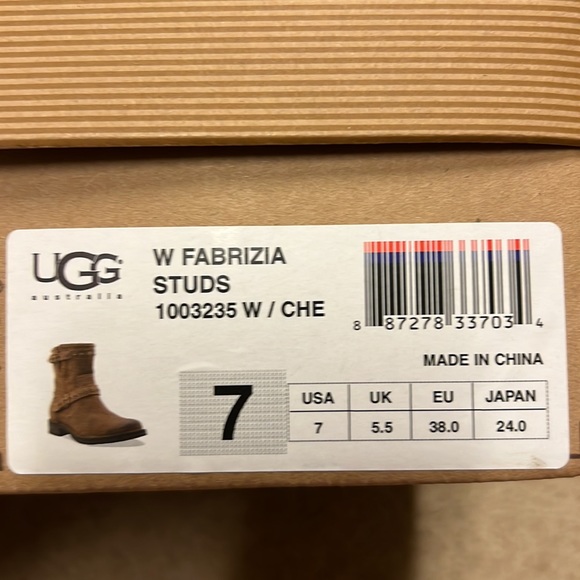 UGG®
australia
W FABRIZIA
STUDS
1003235 W / CHE
8 87278 33703 4
MADE IN CHINA
7
USA UK EU JAPAN
7 5.5 38.0 24.0